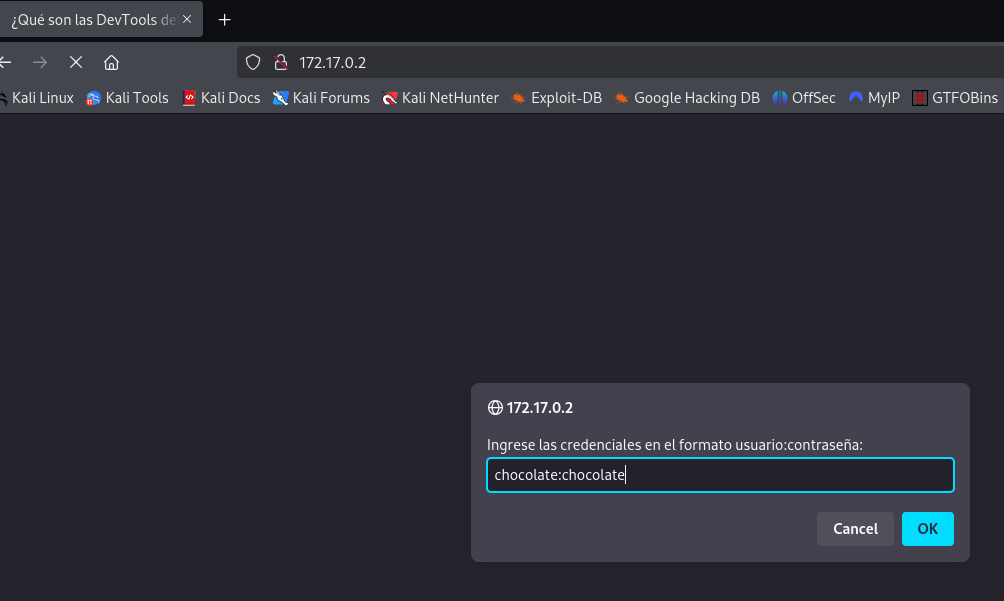 ¿Qué son las DevTools de
172.17.0.2
Kali Linux Kali Tools Kali Docs Kali Forums Kali NetHunter Exploit-DB Google Hacking DB OffSec MyIP GTFOBins
172.17.0.2
Ingrese las credenciales en el formato usuario:contraseña:
chocolate:chocolate
Cancel OK